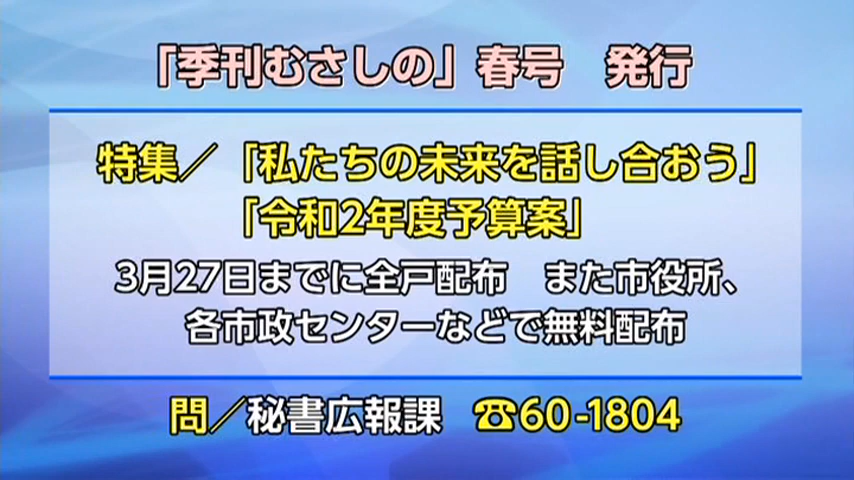 「季刊むさしの」春号　発行
特集／「私たちの未来を話し合おう」
「令和2年度予算案」
3月27日までに全戸配布　また市役所、
各市政センターなどで無料配布
問／秘書広報課　☎60-1804